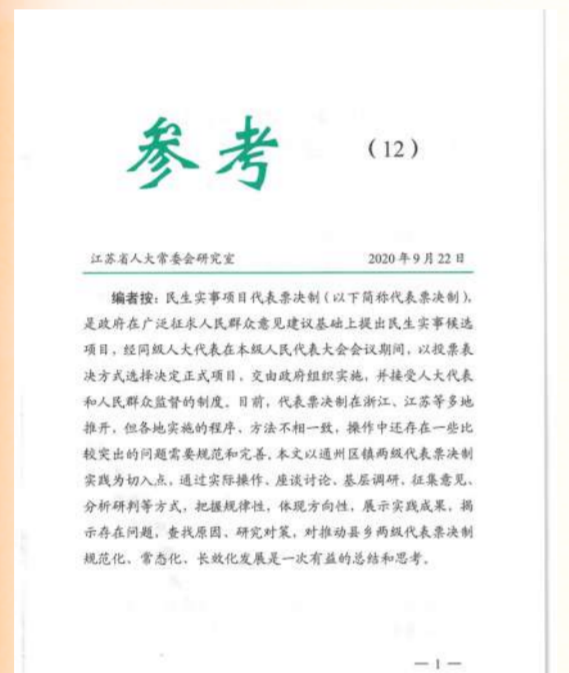 参考 （12）
江苏省人大常委会研究室 2020年9月22日
编者按：民生实事项目代表票决制（以下简称代表票决制），
是政府在广泛征求人民群众意见建议基础上提出民生实事候选
项目，经同级人大代表在本级人民代表大会会议期间，以投票表
决方式选择决定正式项目，交由政府组织实施，并接受人大代表
和人民群众监督的制度。目前，代表票决制在浙江、江苏等多地
推开，但各地实施的程序、方法不相一致，操作中还存在一些比
较突出的问题需要规范和完善。本文以通州区镇两级代表票决制
实践为切入点，通过实际操作、座谈讨论、基层调研、征集意见、
分析研判等方式，把握规律性，体现方向性，展示实践成果，揭
示存在问题，查找原因、研究对策，对推动县乡两级代表票决制
规范化、常态化、长效化发展是一次有益的总结和思考。
— 1 —